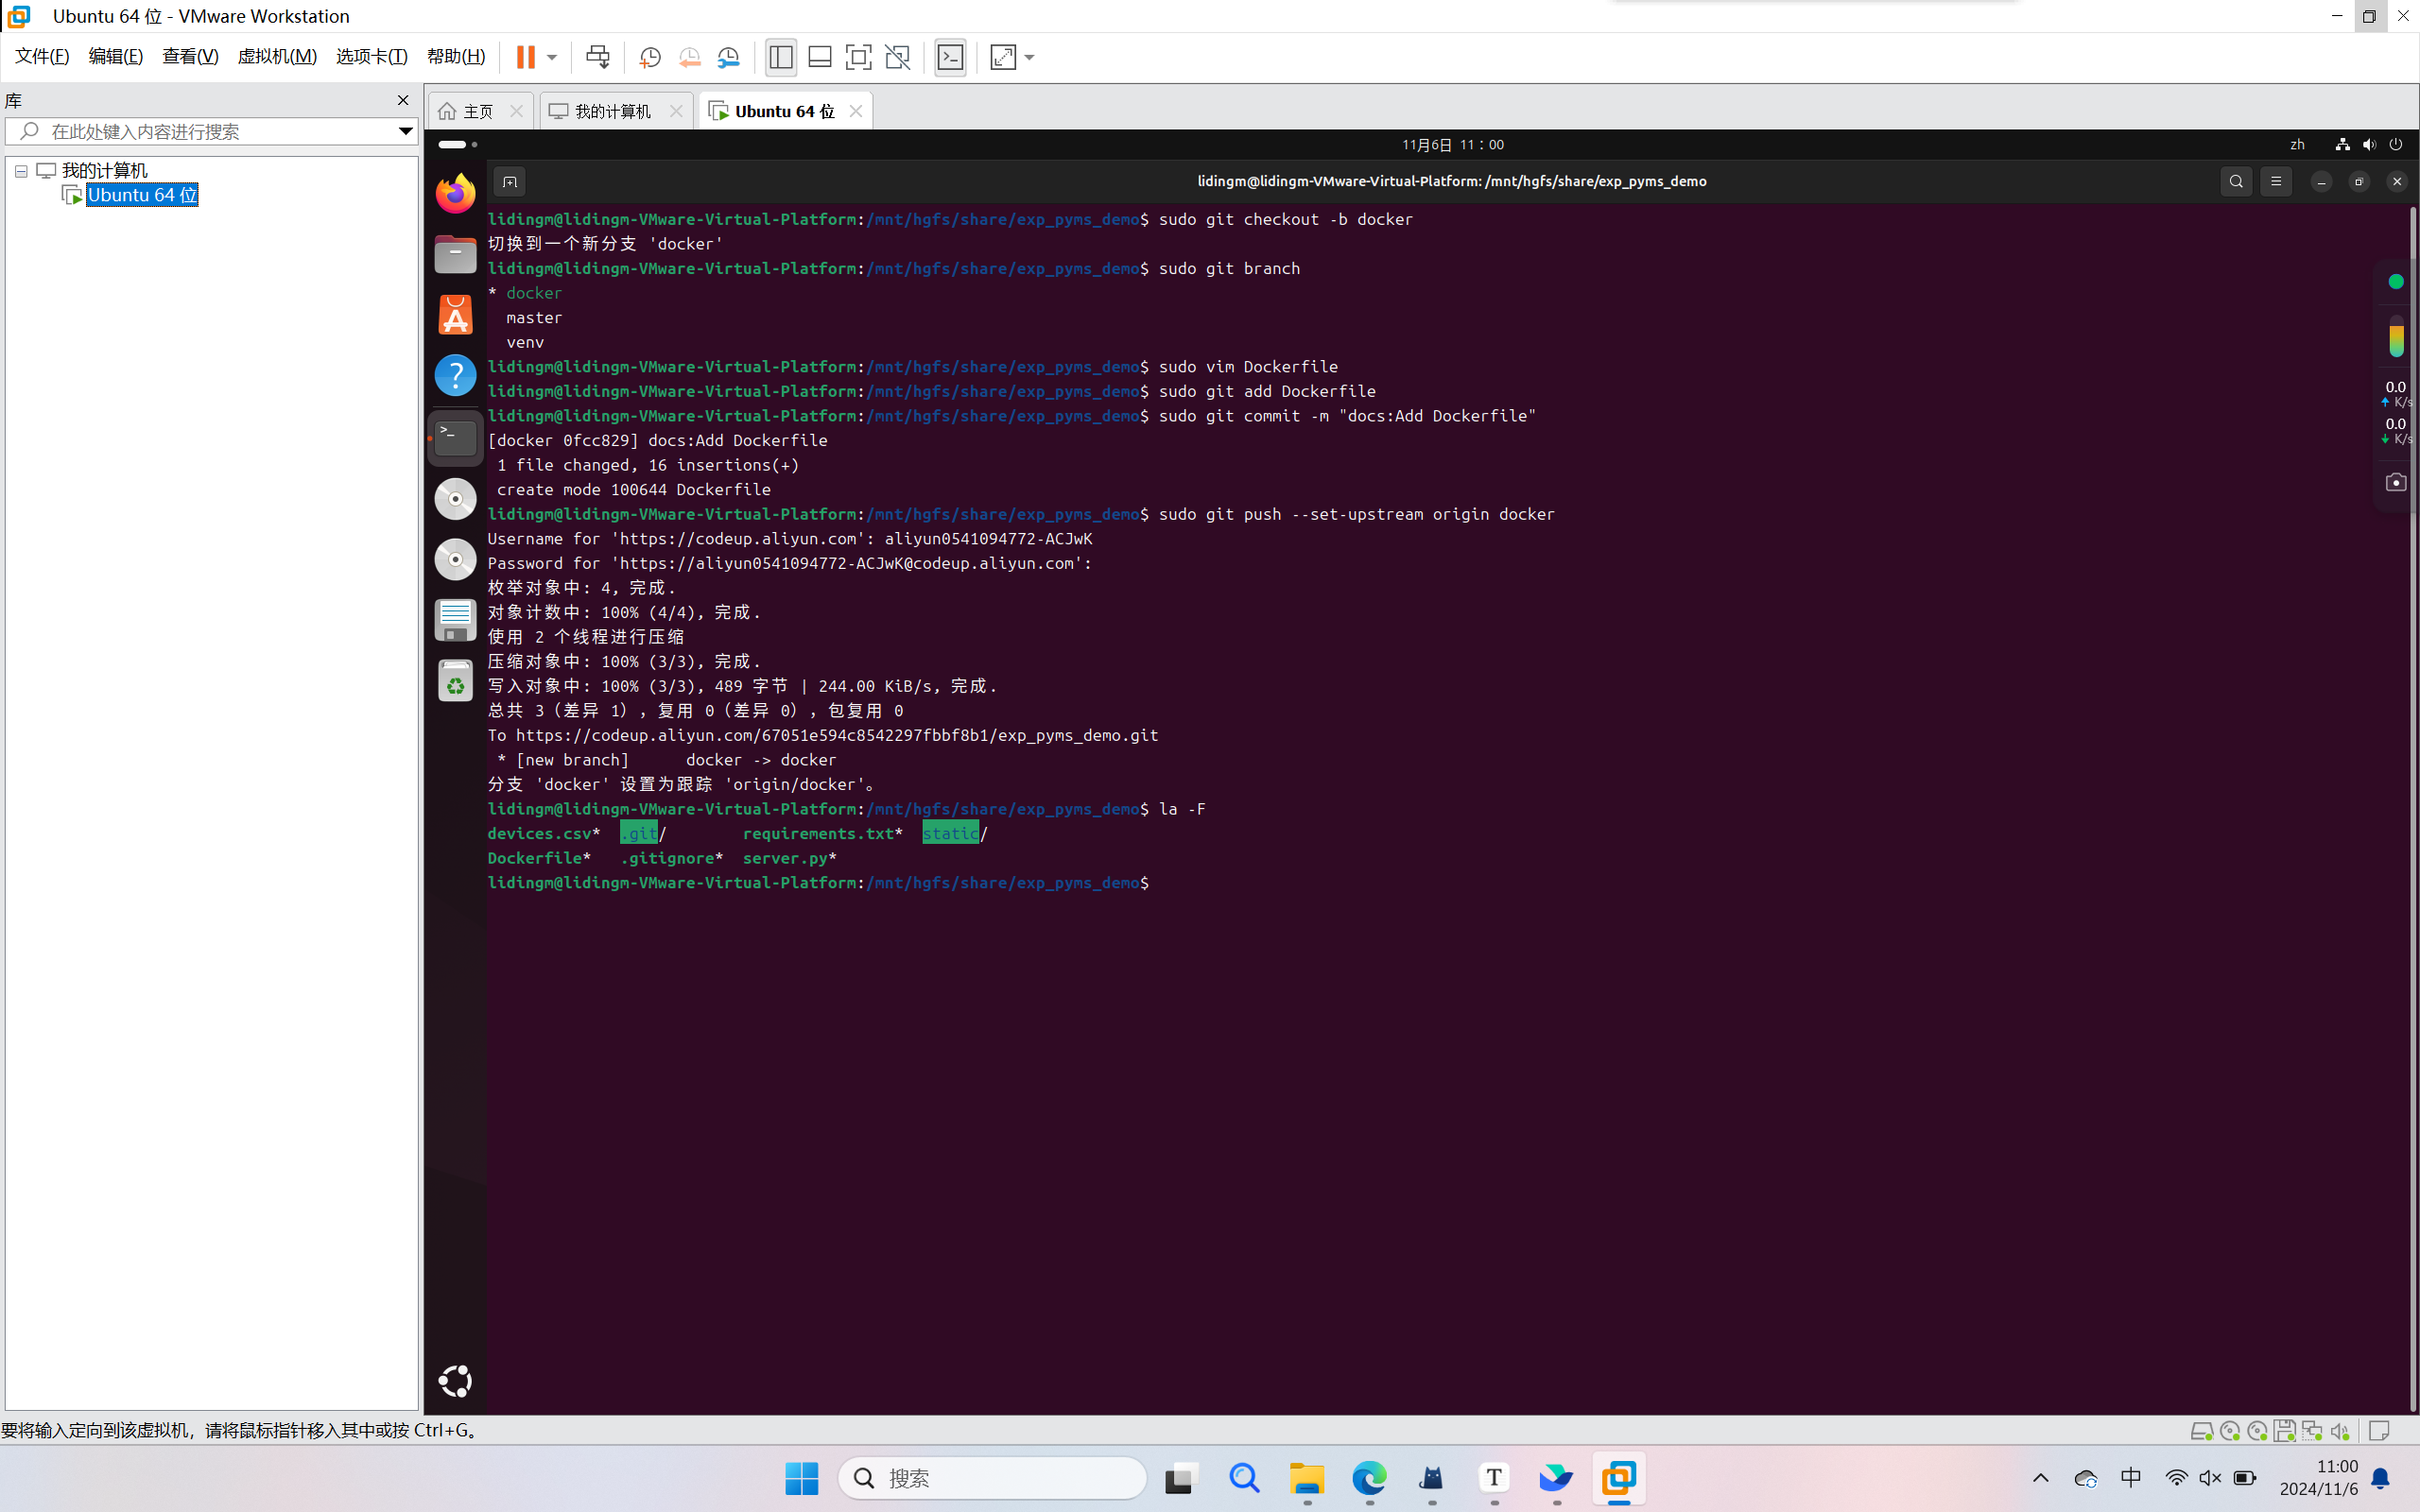 Ubuntu 64 位 - VMware Workstation
文件(F) 编辑(E) 查看(V) 虚拟机(M) 选项卡(T) 帮助(H)
库
在此处键入内容进行搜索
我的计算机
Ubuntu 64 位
主页 我的计算机 Ubuntu 64 位
11月6日 11：00
zh
lidingm@lidingm-VMware-Virtual-Platform: /mnt/hgfs/share/exp_pyms_demo
lidingm@lidingm-VMware-Virtual-Platform:/mnt/hgfs/share/exp_pyms_demo$ sudo git checkout -b docker
切换到一个新分支 'docker'
lidingm@lidingm-VMware-Virtual-Platform:/mnt/hgfs/share/exp_pyms_demo$ sudo git branch
* docker
master
venv
lidingm@lidingm-VMware-Virtual-Platform:/mnt/hgfs/share/exp_pyms_demo$ sudo vim Dockerfile
lidingm@lidingm-VMware-Virtual-Platform:/mnt/hgfs/share/exp_pyms_demo$ sudo git add Dockerfile
lidingm@lidingm-VMware-Virtual-Platform:/mnt/hgfs/share/exp_pyms_demo$ sudo git commit -m "docs:Add Dockerfile"
[docker 0fcc829] docs:Add Dockerfile
1 file changed, 16 insertions(+)
create mode 100644 Dockerfile
lidingm@lidingm-VMware-Virtual-Platform:/mnt/hgfs/share/exp_pyms_demo$ sudo git push --set-upstream origin docker
Username for 'https://codeup.aliyun.com': aliyun0541094772-ACJwK
Password for 'https://aliyun0541094772-ACJwK@codeup.aliyun.com':
枚举对象中: 4, 完成.
对象计数中: 100% (4/4), 完成.
使用 2 个线程进行压缩
压缩对象中: 100% (3/3), 完成.
写入对象中: 100% (3/3), 489 字节 | 244.00 KiB/s, 完成.
总共 3（差异 1），复用 0（差异 0），包复用 0
To https://codeup.aliyun.com/67051e594c8542297fbbf8b1/exp_pyms_demo.git
* [new branch] docker -> docker
分支 'docker' 设置为跟踪 'origin/docker'。
lidingm@lidingm-VMware-Virtual-Platform:/mnt/hgfs/share/exp_pyms_demo$ la -F
devices.csv* .git/ requirements.txt* static/
Dockerfile* .gitignore* server.py*
lidingm@lidingm-VMware-Virtual-Platform:/mnt/hgfs/share/exp_pyms_demo$
0.0
K/s
0.0
K/s
要将输入定向到该虚拟机，请将鼠标指针移入其中或按 Ctrl+G。
搜索
中
11:00
2024/11/6